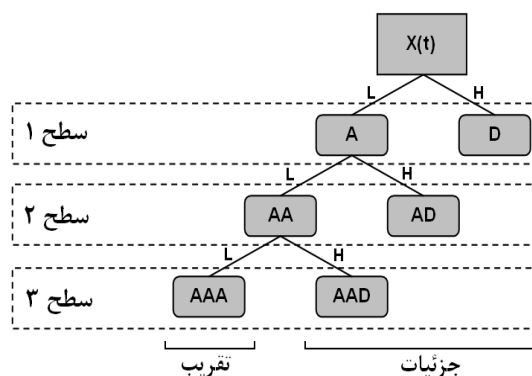 X(t)
L H
سطح ۱
A D
L H
سطح ۲
AA AD
L H
سطح ۳
AAA AAD
تقریب جزئیات